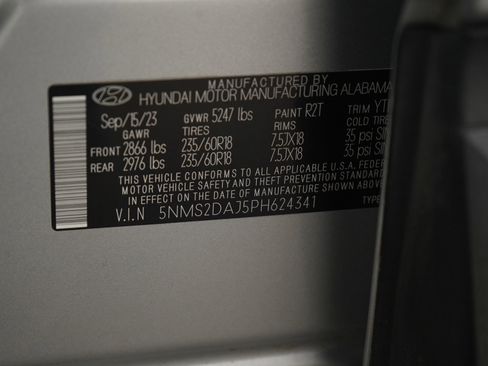 MANUFACTURED BY
HYUNDAI MOTOR MANUFACTURING ALABAMA
Sep/15/23 GVWR 5247 lbs PAINT R2T TRIM YT
GAWR TIRES RIMS COLD TIRE
FRONT 2866 lbs 235/60R18 7.5JX18 35 psi
REAR 2976 lbs 235/60R18 7.5JX18 35 psi
THIS VEHICLE CONFORMS TO ALL APPLICABLE U.S.A. FEDER
SAFETY AND THEFT PREVENTION STANDARD
IN EFFECT ON THE DATE OF MANUFACTURE SHOWN ABOVE.
V.I.N 5NMS2DAJ5PH624341